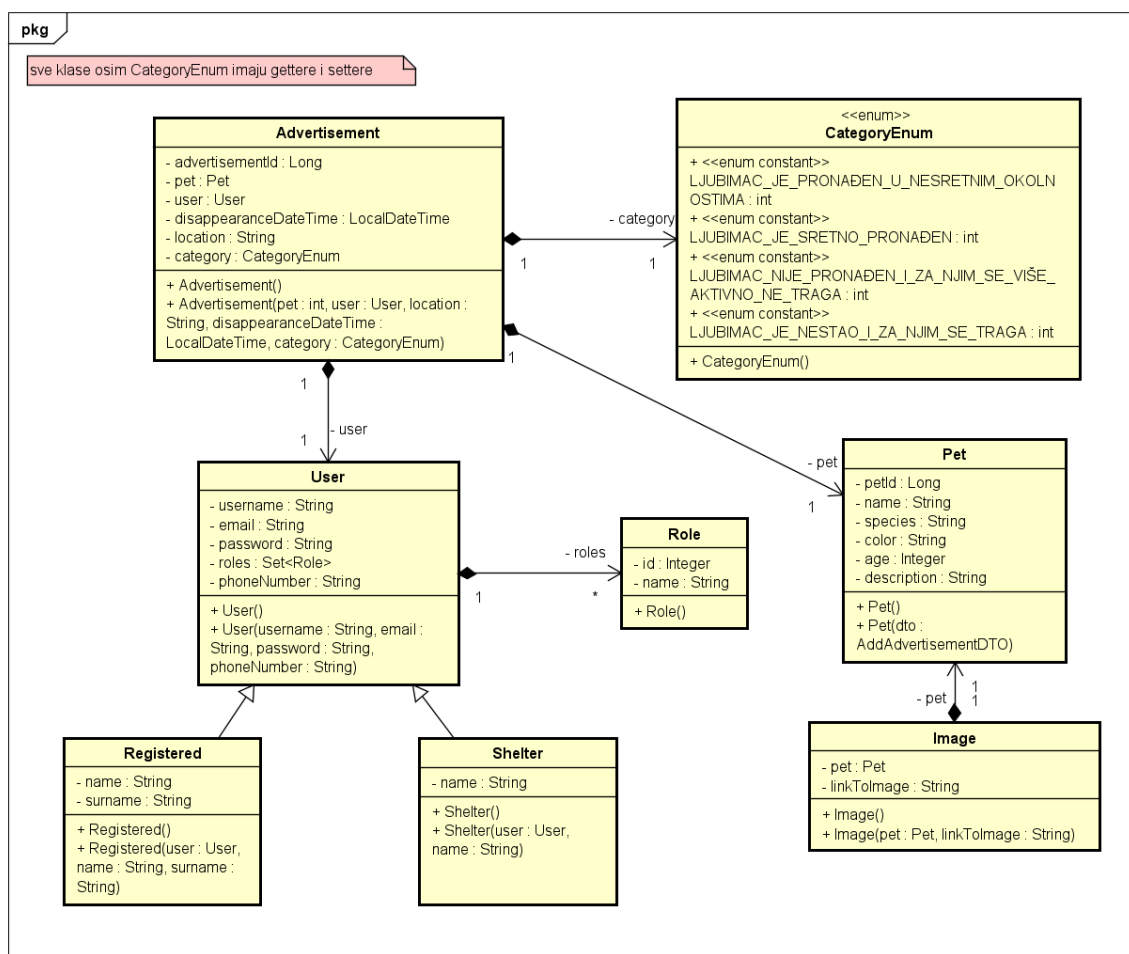 pkg
sve klase osim CategoryEnum imaju gettere i settere
Advertisement
- advertisementId : Long
- pet : Pet
- user : User
- disappearanceDateTime : LocalDateTime
- location : String
- category : CategoryEnum
+ Advertisement()
+ Advertisement(pet : int, user : User, location :
String, disappearanceDateTime :
LocalDateTime, category : CategoryEnum)
<<enum>>
CategoryEnum
+ <<enum constant>>
LJUBIMAC_JE_PRONAĐEN_U_NESRETNIM_OKOLN
OSTIMA : int
+ <<enum constant>>
LJUBIMAC_JE_SRETNO_PRONAĐEN : int
+ <<enum constant>>
LJUBIMAC_NIJE_PRONAĐEN_I_ZA_NJIM_SE_VIŠE_
AKTIVNO_NE_TRAGA : int
+ <<enum constant>>
LJUBIMAC_JE_NESTAO_I_ZA_NJIM_SE_TRAGA : int
+ CategoryEnum()
- category
1
1
1
1
1
- user
- pet
1
User
- username : String
- email : String
- password : String
- roles : Set<Role>
- phoneNumber : String
+ User()
+ User(username : String, email :
String, password : String,
phoneNumber : String)
- roles
1
*
Role
- id : Integer
- name : String
+ Role()
Pet
- petId : Long
- name : String
- species : String
- color : String
- age : Integer
- description : String
+ Pet()
+ Pet(dto :
AddAdvertisementDTO)
- pet
1
1
Registered
- name : String
- surname : String
+ Registered()
+ Registered(user : User,
name : String, surname :
String)
Shelter
- name : String
+ Shelter()
+ Shelter(user : User,
name : String)
Image
- pet : Pet
- linkToImage : String
+ Image()
+ Image(pet : Pet, linkToImage : String)